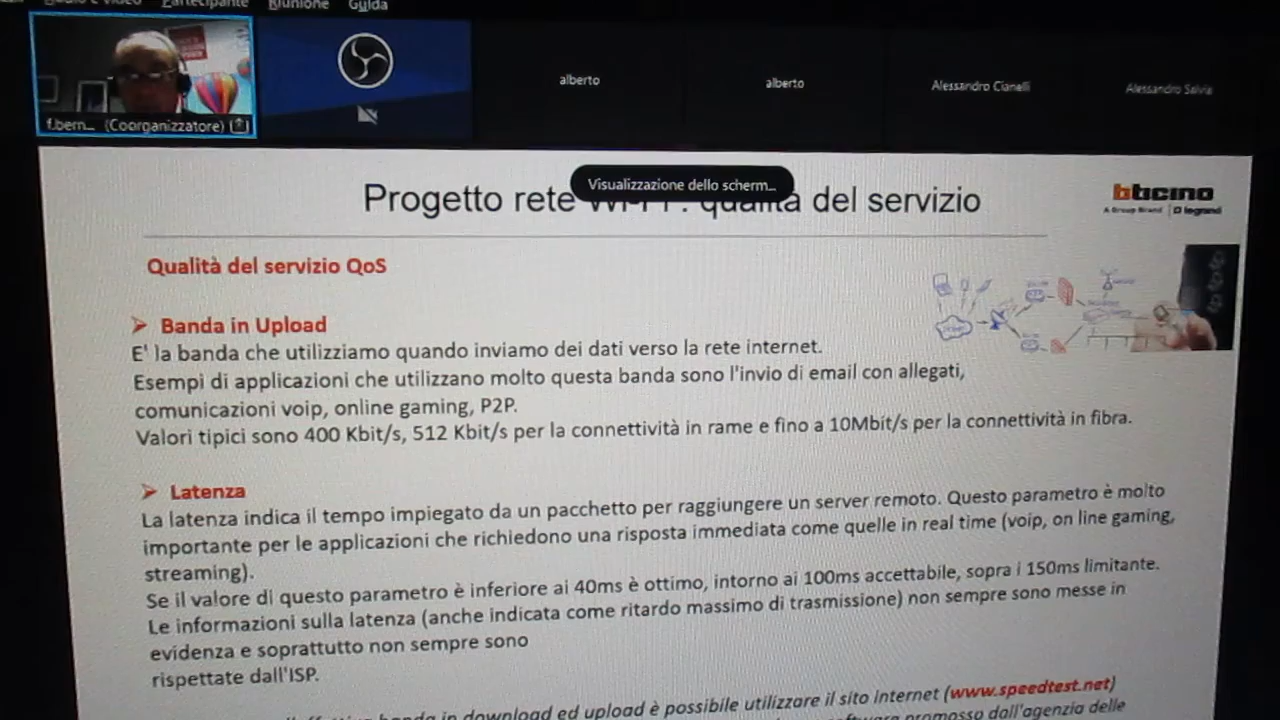 Partecipante Riunione Guida
f.bern... (Coorganizzatore)
alberto
alberto
Alessandro Cianelli
Alessandro Salvia
Visualizzazione dello scherm...
Progetto rete qualità del servizio
bticino
A Group Brand | legrand
Qualità del servizio QoS
➤ Banda in Upload
E' la banda che utilizziamo quando inviamo dei dati verso la rete internet.
Esempi di applicazioni che utilizzano molto questa banda sono l'invio di email con allegati,
comunicazioni voip, online gaming, P2P.
Valori tipici sono 400 Kbit/s, 512 Kbit/s per la connettività in rame e fino a 10Mbit/s per la connettività in fibra.
➤ Latenza
La latenza indica il tempo impiegato da un pacchetto per raggiungere un server remoto. Questo parametro è molto
importante per le applicazioni che richiedono una risposta immediata come quelle in real time (voip, on line gaming,
streaming).
Se il valore di questo parametro è inferiore ai 40ms è ottimo, intorno ai 100ms accettabile, sopra i 150ms limitante.
Le informazioni sulla latenza (anche indicata come ritardo massimo di trasmissione) non sempre sono messe in
evidenza e soprattutto non sempre sono
rispettate dall'ISP.
banda in download ed upload è possibile utilizzare il sito internet (www.speedtest.net)
promosso dall'agenzia delle